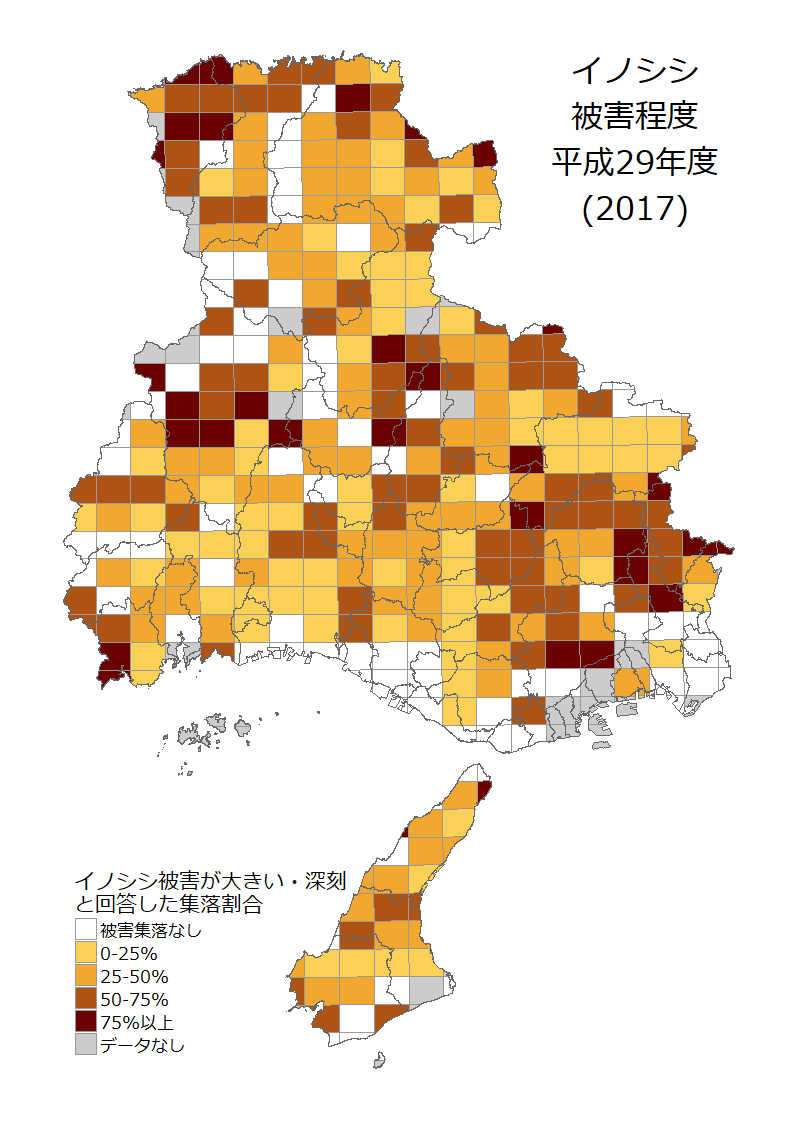 イノシシ
被害程度
平成29年度
(2017)
イノシシ被害が大きい・深刻
と回答した集落割合
被害集落なし
0-25%
25-50%
50-75%
75%以上
データなし